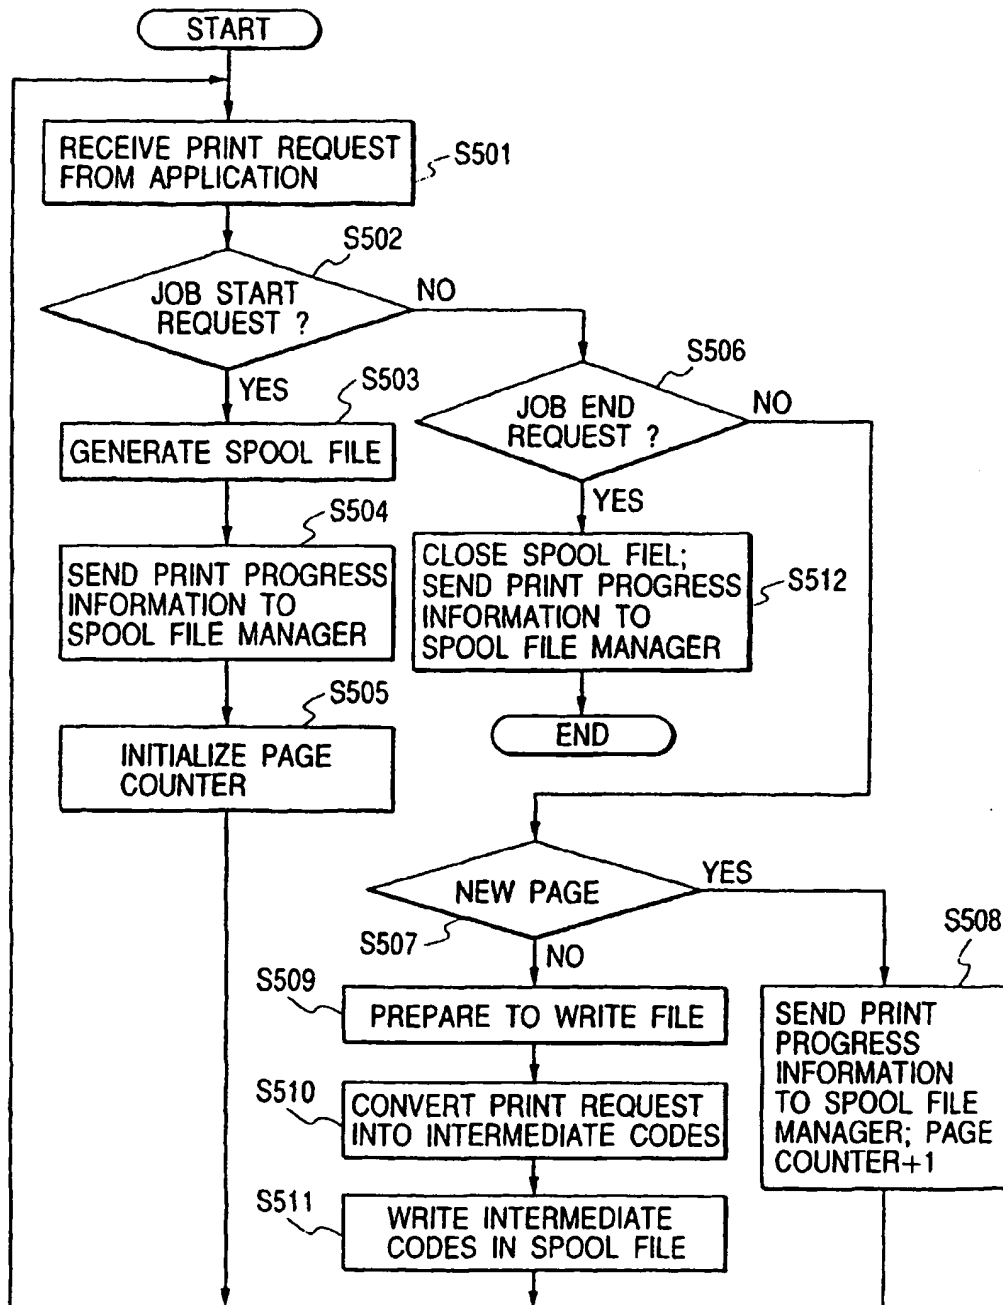 START
RECEIVE PRINT REQUEST
FROM APPLICATION
S501
S502
JOB START
REQUEST ?
NO
YES
S503
GENERATE SPOOL FILE
S504
SEND PRINT PROGRESS
INFORMATION TO
SPOOL FILE MANAGER
S505
INITIALIZE PAGE
COUNTER
S506
JOB END
REQUEST ?
NO
YES
CLOSE SPOOL FIEL;
SEND PRINT PROGRESS
INFORMATION TO
SPOOL FILE MANAGER
S512
END
NEW PAGE
YES
S507
NO
S508
SEND PRINT
PROGRESS
INFORMATION
TO SPOOL FILE
MANAGER; PAGE
COUNTER+1
S509
PREPARE TO WRITE FILE
S510
CONVERT PRINT REQUEST
INTO INTERMEDIATE CODES
S511
WRITE INTERMEDIATE
CODES IN SPOOL FILE